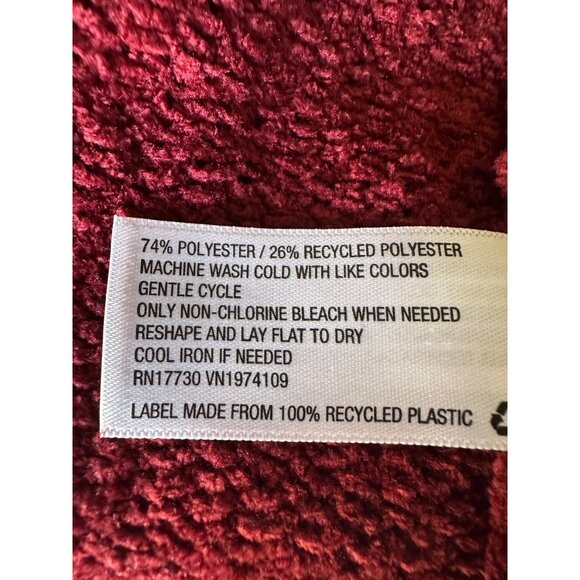 74% POLYESTER / 26% RECYCLED POLYESTER
MACHINE WASH COLD WITH LIKE COLORS
GENTLE CYCLE
ONLY NON-CHLORINE BLEACH WHEN NEEDED
RESHAPE AND LAY FLAT TO DRY
COOL IRON IF NEEDED
RN17730 VN1974109
LABEL MADE FROM 100% RECYCLED PLASTIC